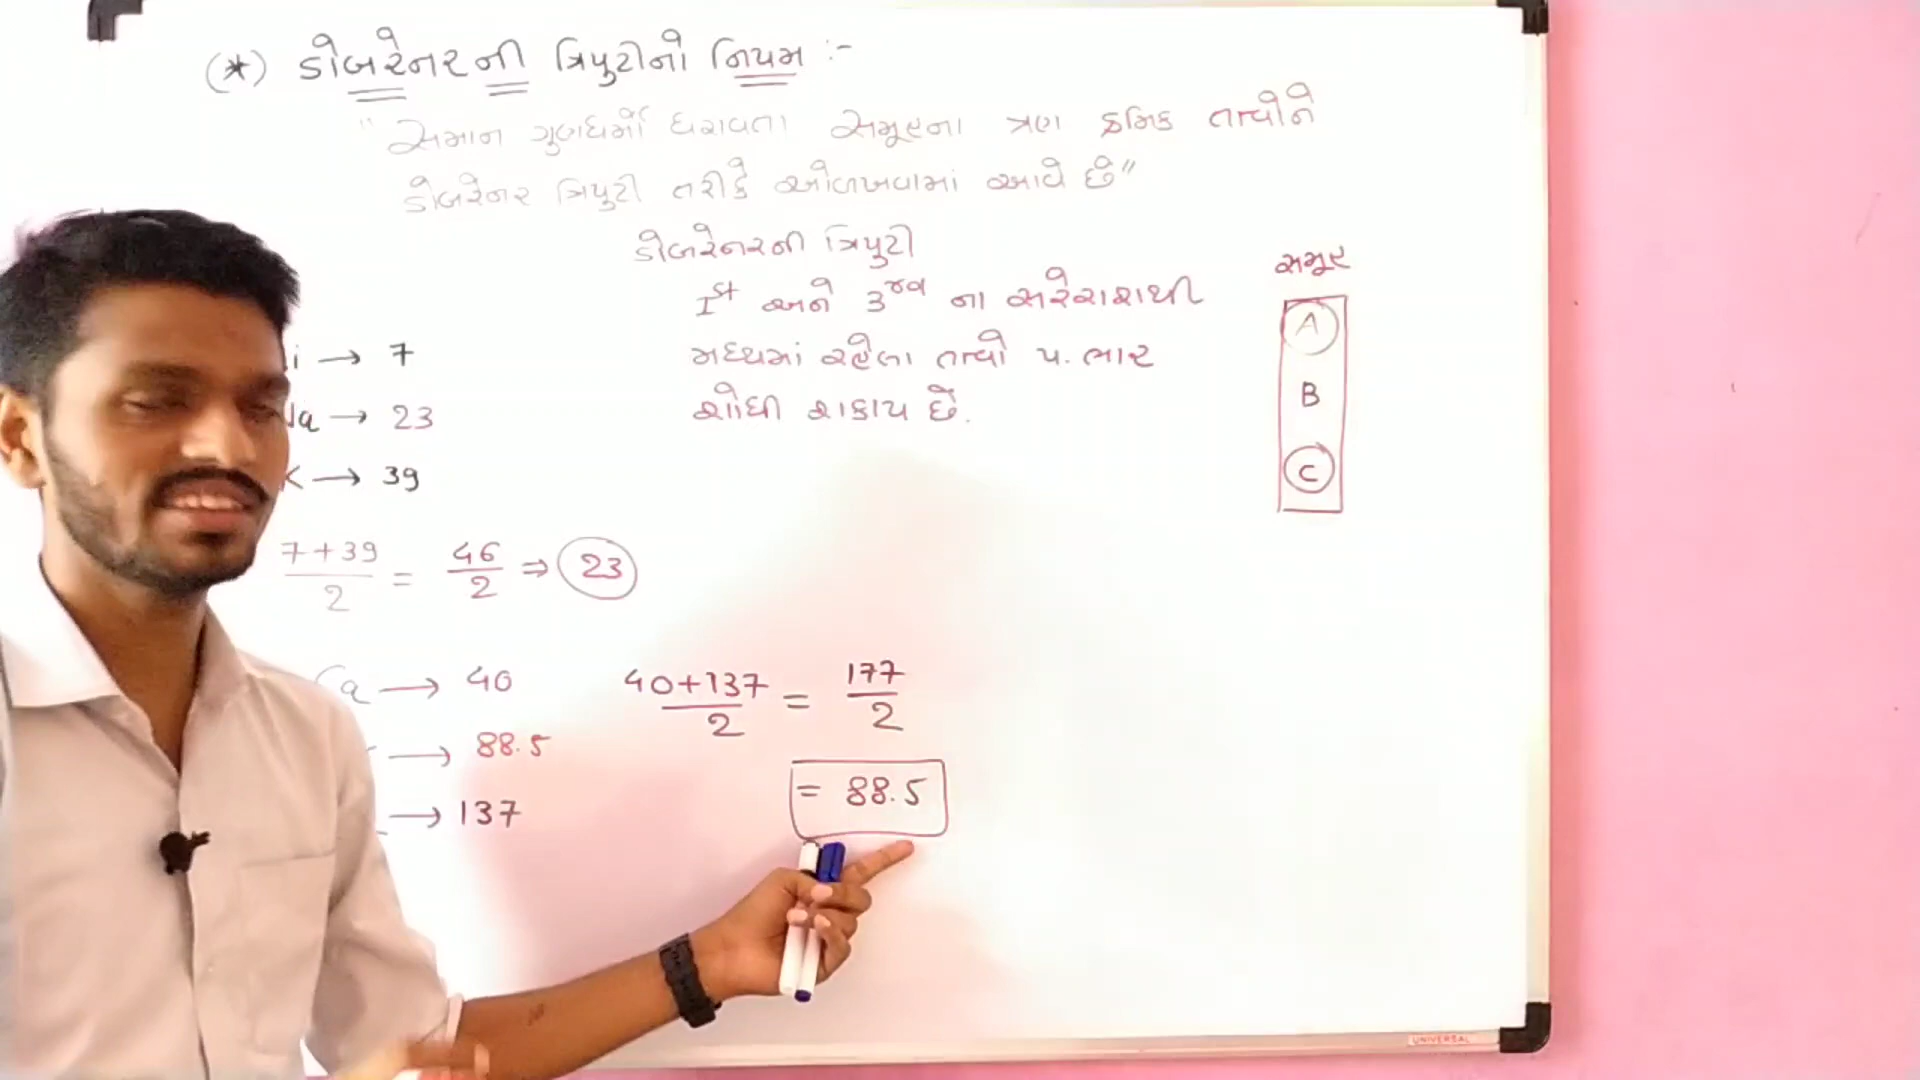 (*) ડોબરેનરની ત્રિપુટીનો નિયમ :-
"સમાન ગુણધર્મો ધરાવતા સમૂહના ત્રણ ક્રમિક તત્વોને
ડોબરેનર ત્રિપુટી તરીકે ઓળખવામાં આવે છે"
ડોબરેનરની ત્રિપુટી
Ist અને 3જા ના સરેરાશથી
મધ્યમાં રહેલા તત્વો પ. ભાર
શોધી શકાય છે.
સમૂહ
A
B
C
i → 7
Na → 23
K → 39
7+39/2 = 46/2 ⇒ 23
Ca → 40
→ 88.5
→ 137
40+137/2 = 177/2
= 88.5
UNIVERSAL